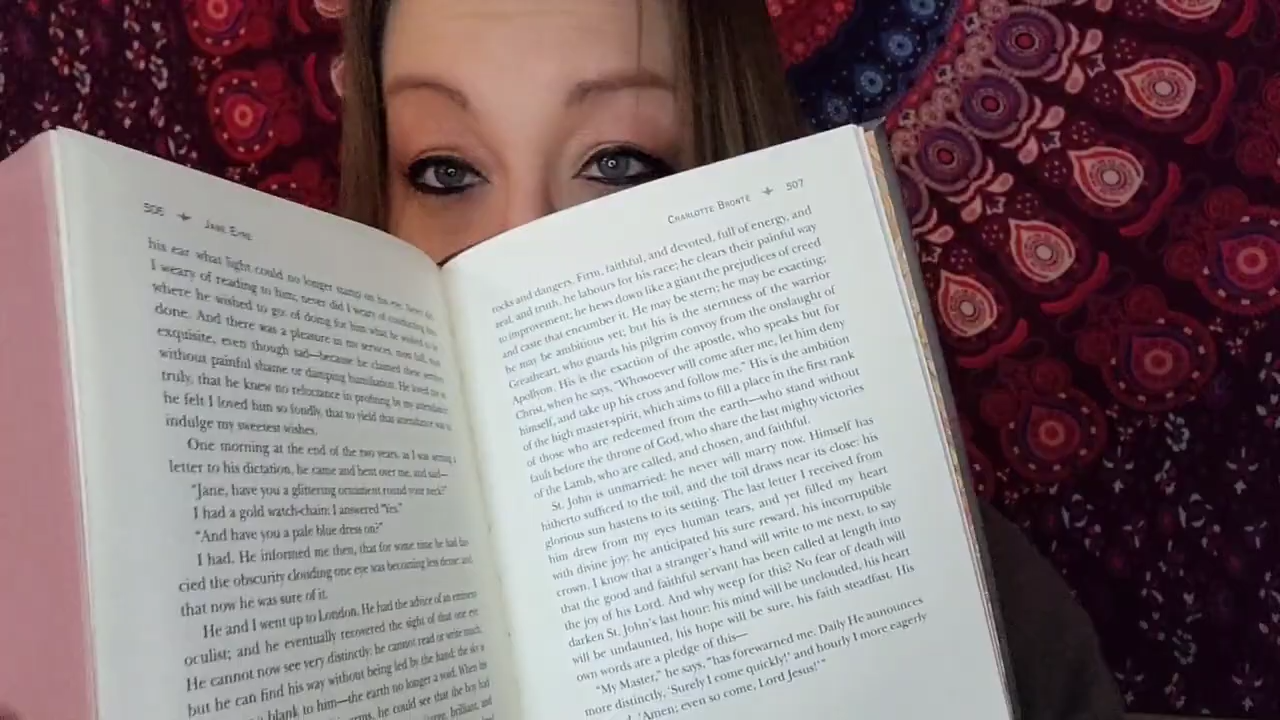 506 JANE EYRE
his ear what light could no longer stamp on his eye. Never did
I weary of reading to him; never did I weary of conducting him
where he wished to go: of doing for him what he wished to be
done. And there was a pleasure in my services, most full, most
exquisite, even though sad—because he claimed these services
without painful shame or damping humiliation. He loved me so
truly, that he knew no reluctance in profiting by my attendance:
he felt I loved him so fondly, that to yield that attendance was to
indulge my sweetest wishes.
One morning at the end of the two years, as I was writing a
letter to his dictation, he came and bent over me, and said—
"Jane, have you a glittering ornament round your neck?"
I had a gold watch-chain: I answered "Yes."
"And have you a pale blue dress on?"
I had. He informed me then, that for some time he had fan-
cied the obscurity clouding one eye was becoming less dense: and
that now he was sure of it.
He and I went up to London. He had the advice of an eminent
oculist; and he eventually recovered the sight of that one eye.
He cannot now see very distinctly: he cannot read or write much;
but he can find his way without being led by the hand: the sky is
blank to him—the earth no longer a void. When his
he could see that the boy had
brilliant, and
CHARLOTTE BRONTË 507
rocks and dangers. Firm, faithful, and devoted, full of energy, and
zeal, and truth, he labours for his race; he clears their painful way
to improvement; he hews down like a giant the prejudices of creed
and caste that encumber it. He may be stern; he may be exacting;
he may be ambitious yet; but his is the sternness of the warrior
Greatheart, who guards his pilgrim convoy from the onslaught of
Apollyon. His is the exaction of the apostle, who speaks but for
Christ, when he says, "Whosoever will come after me, let him deny
himself, and take up his cross and follow me." His is the ambition
of the high master-spirit, which aims to fill a place in the first rank
of those who are redeemed from the earth—who stand without
fault before the throne of God, who share the last mighty victories
of the Lamb, who are called, and chosen, and faithful.
St. John is unmarried: he never will marry now. Himself has
hitherto sufficed to the toil, and the toil draws near its close: his
glorious sun hastens to its setting. The last letter I received from
him drew from my eyes human tears, and yet filled my heart
with divine joy: he anticipated his sure reward, his incorruptible
crown. I know that a stranger's hand will write to me next, to say
that the good and faithful servant has been called at length into
the joy of his Lord. And why weep for this? No fear of death will
darken St. John's last hour: his mind will be unclouded, his heart
will be undaunted, his hope will be sure, his faith steadfast. His
own words are a pledge of this—
"My Master," he says, "has forewarned me. Daily He announces
more distinctly, 'Surely I come quickly!' and hourly I more eagerly
'Amen; even so come, Lord Jesus!'"